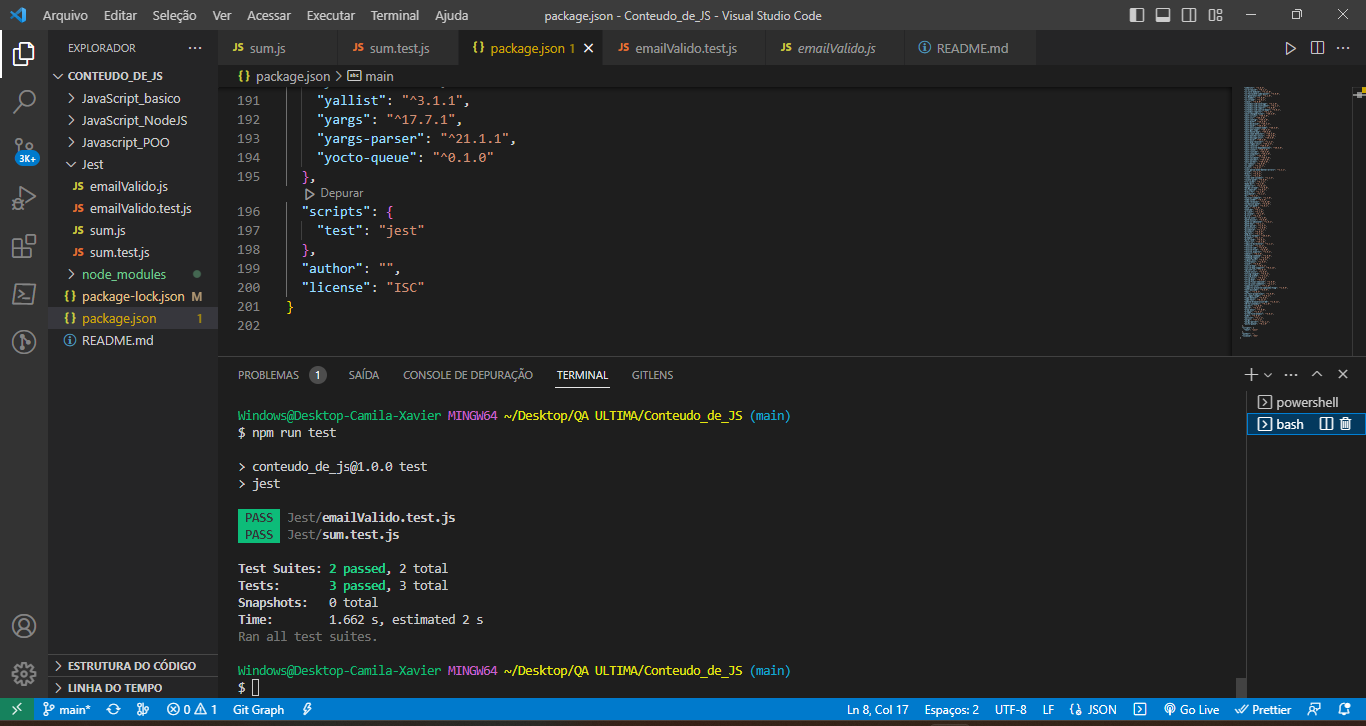 Arquivo Editar Seleção Ver Acessar Executar Terminal Ajuda package.json - Conteudo_de_JS - Visual Studio Code
EXPLORADOR ···
CONTEUDO_DE_JS
JavaScript_basico
JavaScript_NodeJS
Javascript_POO
Jest
JS emailValido.js
JS emailValido.test.js
JS sum.js
JS sum.test.js
node_modules
{} package-lock.json M
{} package.json 1
README.md
ESTRUTURA DO CÓDIGO
LINHA DO TEMPO
3K+
JS sum.js JS sum.test.js {} package.json 1 JS emailValido.test.js JS emailValido.js README.md
{} package.json > abc main
191 "yallist": "^3.1.1",
192 "yargs": "^17.7.1",
193 "yargs-parser": "^21.1.1",
194 "yocto-queue": "^0.1.0"
195 },
Depurar
196 "scripts": {
197 "test": "jest"
198 },
199 "author": "",
200 "license": "ISC"
201 }
202
PROBLEMAS 1 SAÍDA CONSOLE DE DEPURAÇÃO TERMINAL GITLENS
Windows@Desktop-Camila-Xavier MINGW64 ~/Desktop/QA ULTIMA/Conteudo_de_JS (main)
$ npm run test
> conteudo_de_js@1.0.0 test
> jest
PASS Jest/emailValido.test.js
PASS Jest/sum.test.js
Test Suites: 2 passed, 2 total
Tests: 3 passed, 3 total
Snapshots: 0 total
Time: 1.662 s, estimated 2 s
Ran all test suites.
Windows@Desktop-Camila-Xavier MINGW64 ~/Desktop/QA ULTIMA/Conteudo_de_JS (main)
$
powershell
bash
main* 0 1 Git Graph Ln 8, Col 17 Espaços: 2 UTF-8 LF {} JSON Go Live Prettier